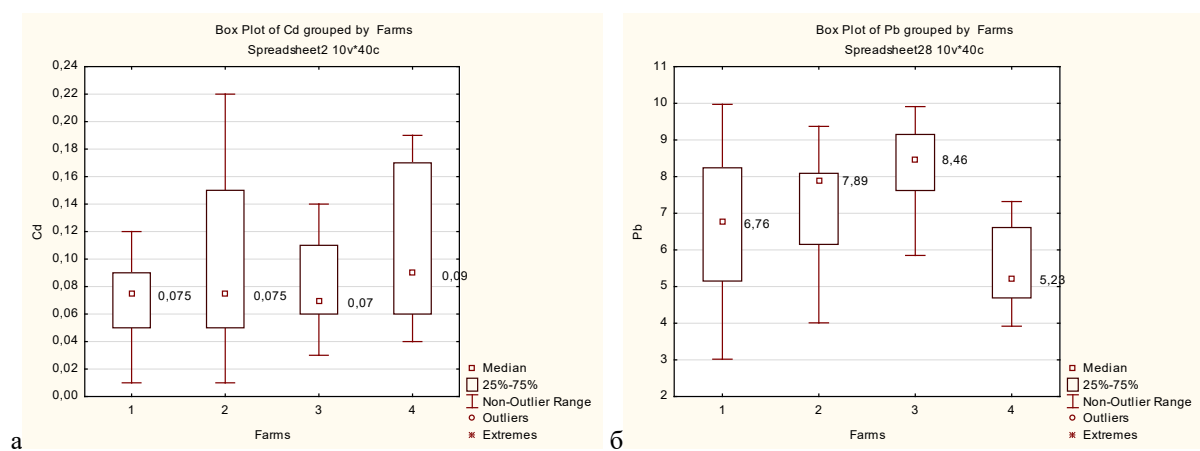 Box Plot of Cd grouped by Farms
Spreadsheet2 10v*40c
0,24
0,22
0,20
0,18
0,16
0,14
0,12
0,10
0,08
0,06
0,04
0,02
0,00
Cd
0,075
0,075
0,07
0,09
1 2 3 4
Farms
Median
25%-75%
Non-Outlier Range
Outliers
Extremes
а
Box Plot of Pb grouped by Farms
Spreadsheet28 10v*40c
11
10
9
8
7
6
5
4
3
2
Pb
6,76
7,89
8,46
5,23
1 2 3 4
Farms
Median
25%-75%
Non-Outlier Range
Outliers
Extremes
б